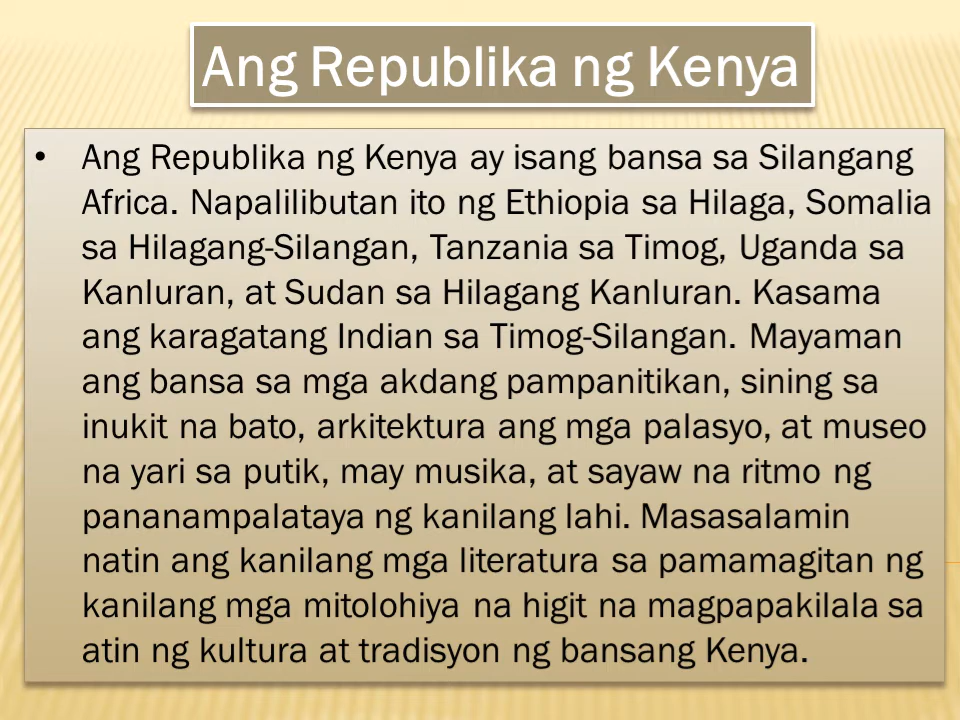 Ang Republika ng Kenya
• Ang Republika ng Kenya ay isang bansa sa Silangang
Africa. Napalilibutan ito ng Ethiopia sa Hilaga, Somalia
sa Hilagang-Silangan, Tanzania sa Timog, Uganda sa
Kanluran, at Sudan sa Hilagang Kanluran. Kasama
ang karagatang Indian sa Timog-Silangan. Mayaman
ang bansa sa mga akdang pampanitikan, sining sa
inukit na bato, arkitektura ang mga palasyo, at museo
na yari sa putik, may musika, at sayaw na ritmo ng
pananampalataya ng kanilang lahi. Masasalamin
natin ang kanilang mga literatura sa pamamagitan ng
kanilang mga mitolohiya na higit na magpapakilala sa
atin ng kultura at tradisyon ng bansang Kenya.